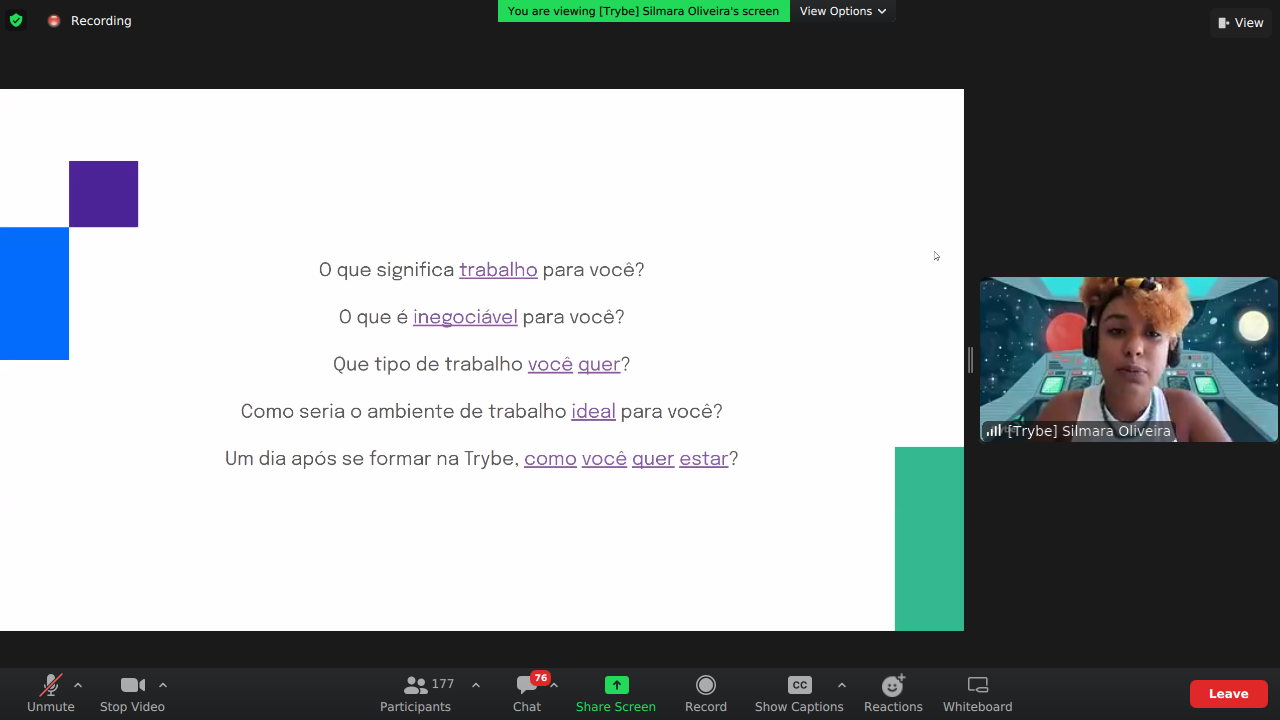 Recording
You are viewing [Trybe] Silmara Oliveira's screen
View Options
View
O que significa trabalho para você?
O que é inegociável para você?
Que tipo de trabalho você quer?
Como seria o ambiente de trabalho ideal para você?
Um dia após se formar na Trybe, como você quer estar?
[Trybe] Silmara Oliveira
Unmute
Stop Video
177
Participants
76
Chat
Share Screen
Record
CC
Show Captions
Reactions
Whiteboard
Leave